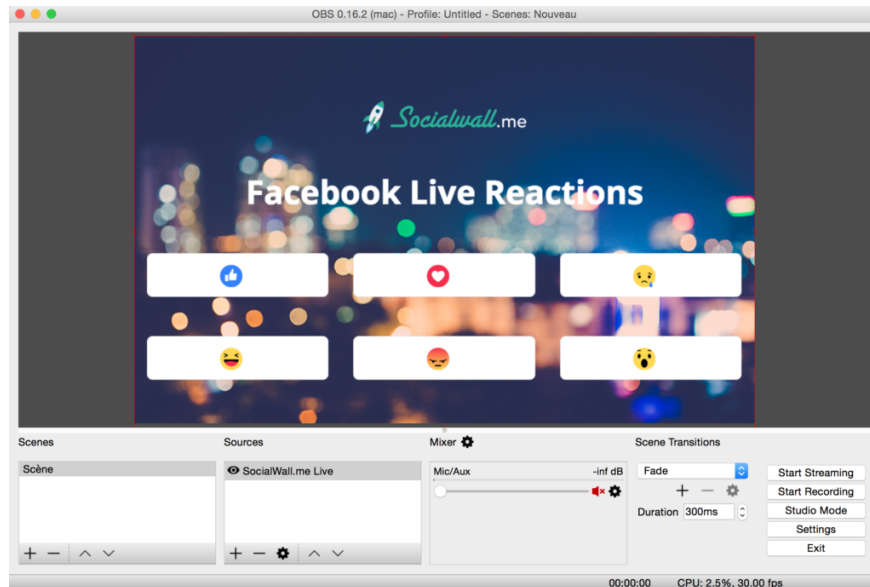 OBS 0.16.2 (mac) - Profile: Untitled - Scenes: Nouveau
Socialwall.me
Facebook Live Reactions
Scenes
Sources
Mixer
Scene Transitions
Scène
SocialWall.me Live
Mic/Aux
-inf dB
Fade
Duration 300ms
Start Streaming
Start Recording
Studio Mode
Settings
Exit
00:00:00 CPU: 2.5%, 30.00 fps